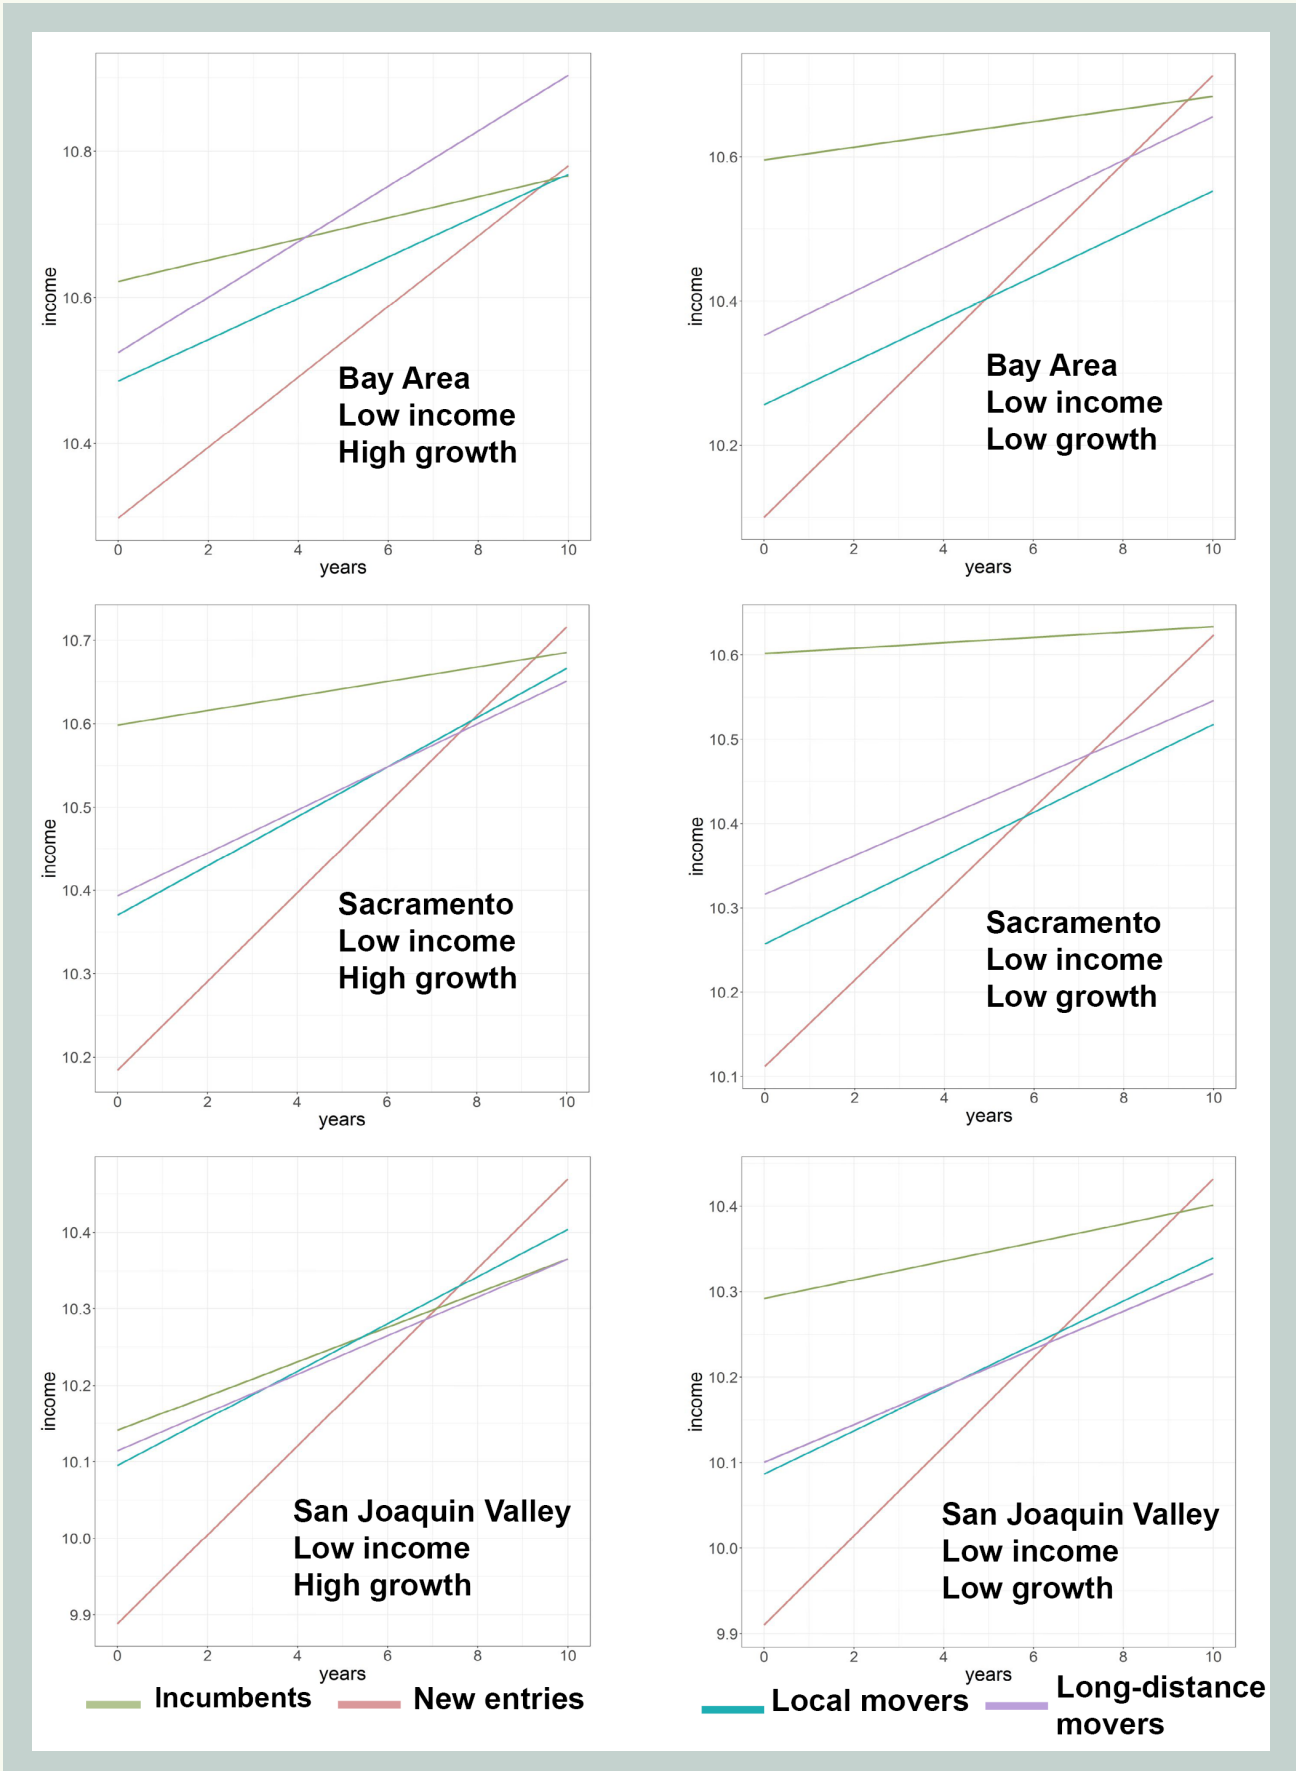 10.8
10.6
10.4
income
0 2 4 6 8 10
years
Bay Area
Low income
High growth
10.6
10.4
10.2
income
0 2 4 6 8 10
years
Bay Area
Low income
Low growth
10.7
10.6
10.5
10.4
10.3
10.2
income
0 2 4 6 8 10
years
Sacramento
Low income
High growth
10.6
10.5
10.4
10.3
10.2
10.1
income
0 2 4 6 8 10
years
Sacramento
Low income
Low growth
10.4
10.3
10.2
10.1
10.0
9.9
income
0 2 4 6 8 10
years
San Joaquin Valley
Low income
High growth
10.4
10.3
10.2
10.1
10.0
9.9
income
0 2 4 6 8 10
years
San Joaquin Valley
Low income
Low growth
Incumbents
New entries
Local movers
Long-distance
movers